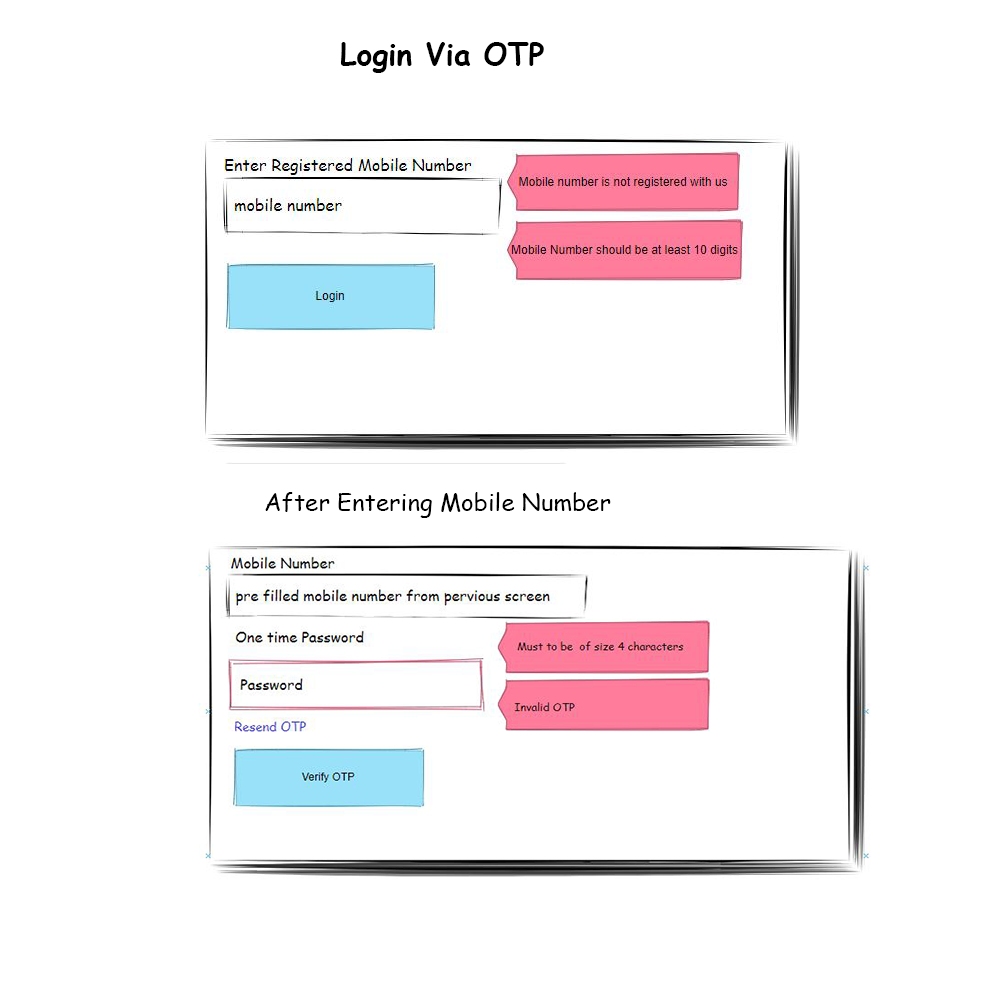 Login Via OTP
Enter Registered Mobile Number
mobile number
Mobile number is not registered with us
Mobile Number should be at least 10 digits
Login
After Entering Mobile Number
Mobile Number
pre filled mobile number from pervious screen
One time Password
Must to be of size 4 characters
Password
Invalid OTP
Resend OTP
Verify OTP